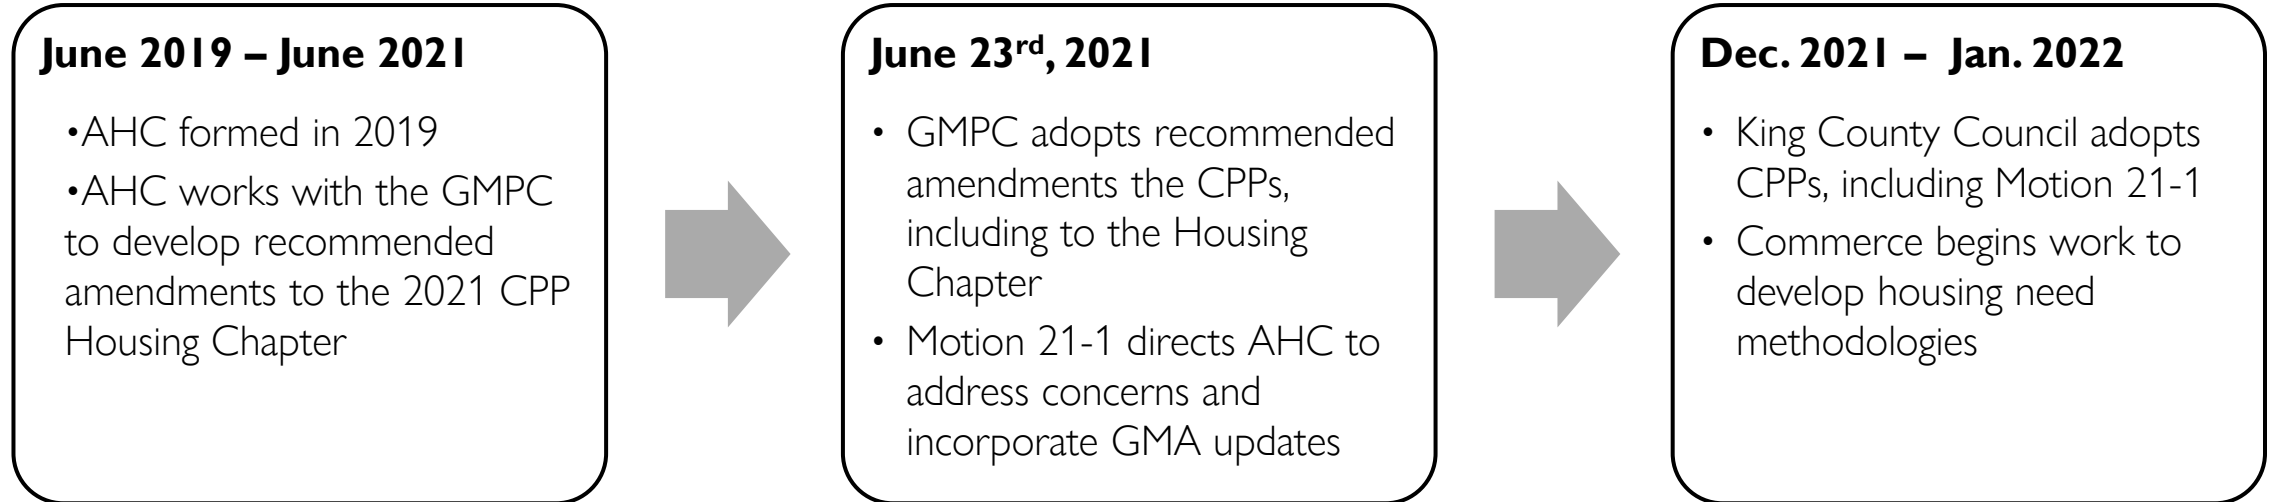 June 2019 – June 2021
•AHC formed in 2019
•AHC works with the GMPC
to develop recommended
amendments to the 2021 CPP
Housing Chapter
June 23rd, 2021
• GMPC adopts recommended
amendments the CPPs,
including to the Housing
Chapter
• Motion 21-1 directs AHC to
address concerns and
incorporate GMA updates
Dec. 2021 – Jan. 2022
• King County Council adopts
CPPs, including Motion 21-1
• Commerce begins work to
develop housing need
methodologies